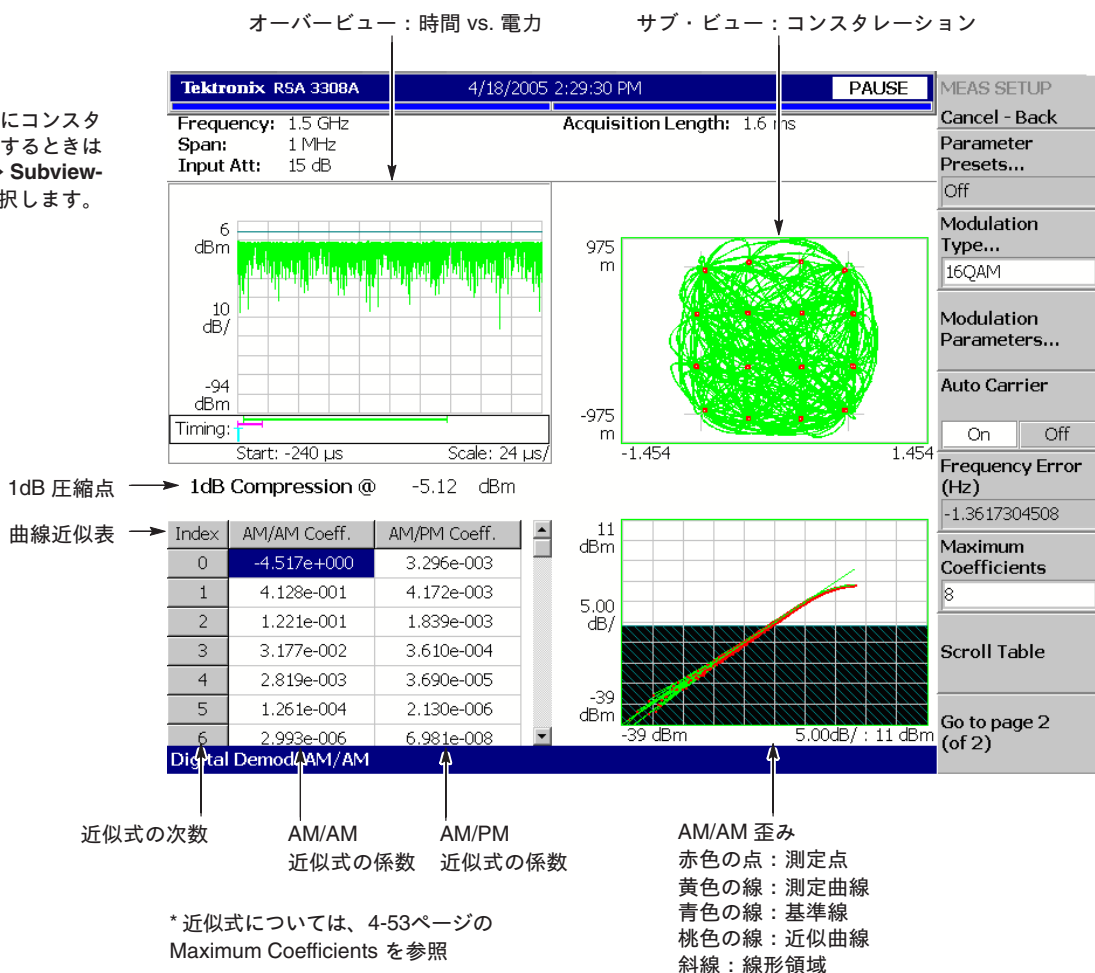 オーバービュー：時間 vs. 電力
サブ・ビュー：コンスタレーション
にコンスタ
するときは
Subview-
択します。
Tektronix RSA 3308A 4/18/2005 2:29:30 PM PAUSE
Frequency: 1.5 GHz Acquisition Length: 1.6 ms
Span: 1 MHz
Input Att: 15 dB
6
dBm
10
dB/
-94
dBm
Timing:
Start: -240 µs Scale: 24 µs/
975
m
-975
m
-1.454 1.454
1dB 圧縮点
1dB Compression @ -5.12 dBm
曲線近似表
Index AM/AM Coeff. AM/PM Coeff.
0 -4.517e+000 3.296e-003
1 4.128e-001 4.172e-003
2 1.221e-001 1.839e-003
3 3.177e-002 3.610e-004
4 2.819e-003 3.690e-005
5 1.261e-004 2.130e-006
6 2.993e-006 6.981e-008
11
dBm
5.00
dB/
-39
dBm
-39 dBm 5.00dB/ : 11 dBm
Digital Demod: AM/AM
MEAS SETUP
Cancel - Back
Parameter
Presets...
Off
Modulation
Type...
16QAM
Modulation
Parameters...
Auto Carrier
On Off
Frequency Error
(Hz)
-1.3617304508
Maximum
Coefficients
8
Scroll Table
Go to page 2
(of 2)
近似式の次数
AM/AM
近似式の係数
AM/PM
近似式の係数
AM/AM 歪み
赤色の点：測定点
黄色の線：測定曲線
青色の線：基準線
桃色の線：近似曲線
斜線：線形領域
* 近似式については、4-53ページの
Maximum Coefficients を参照